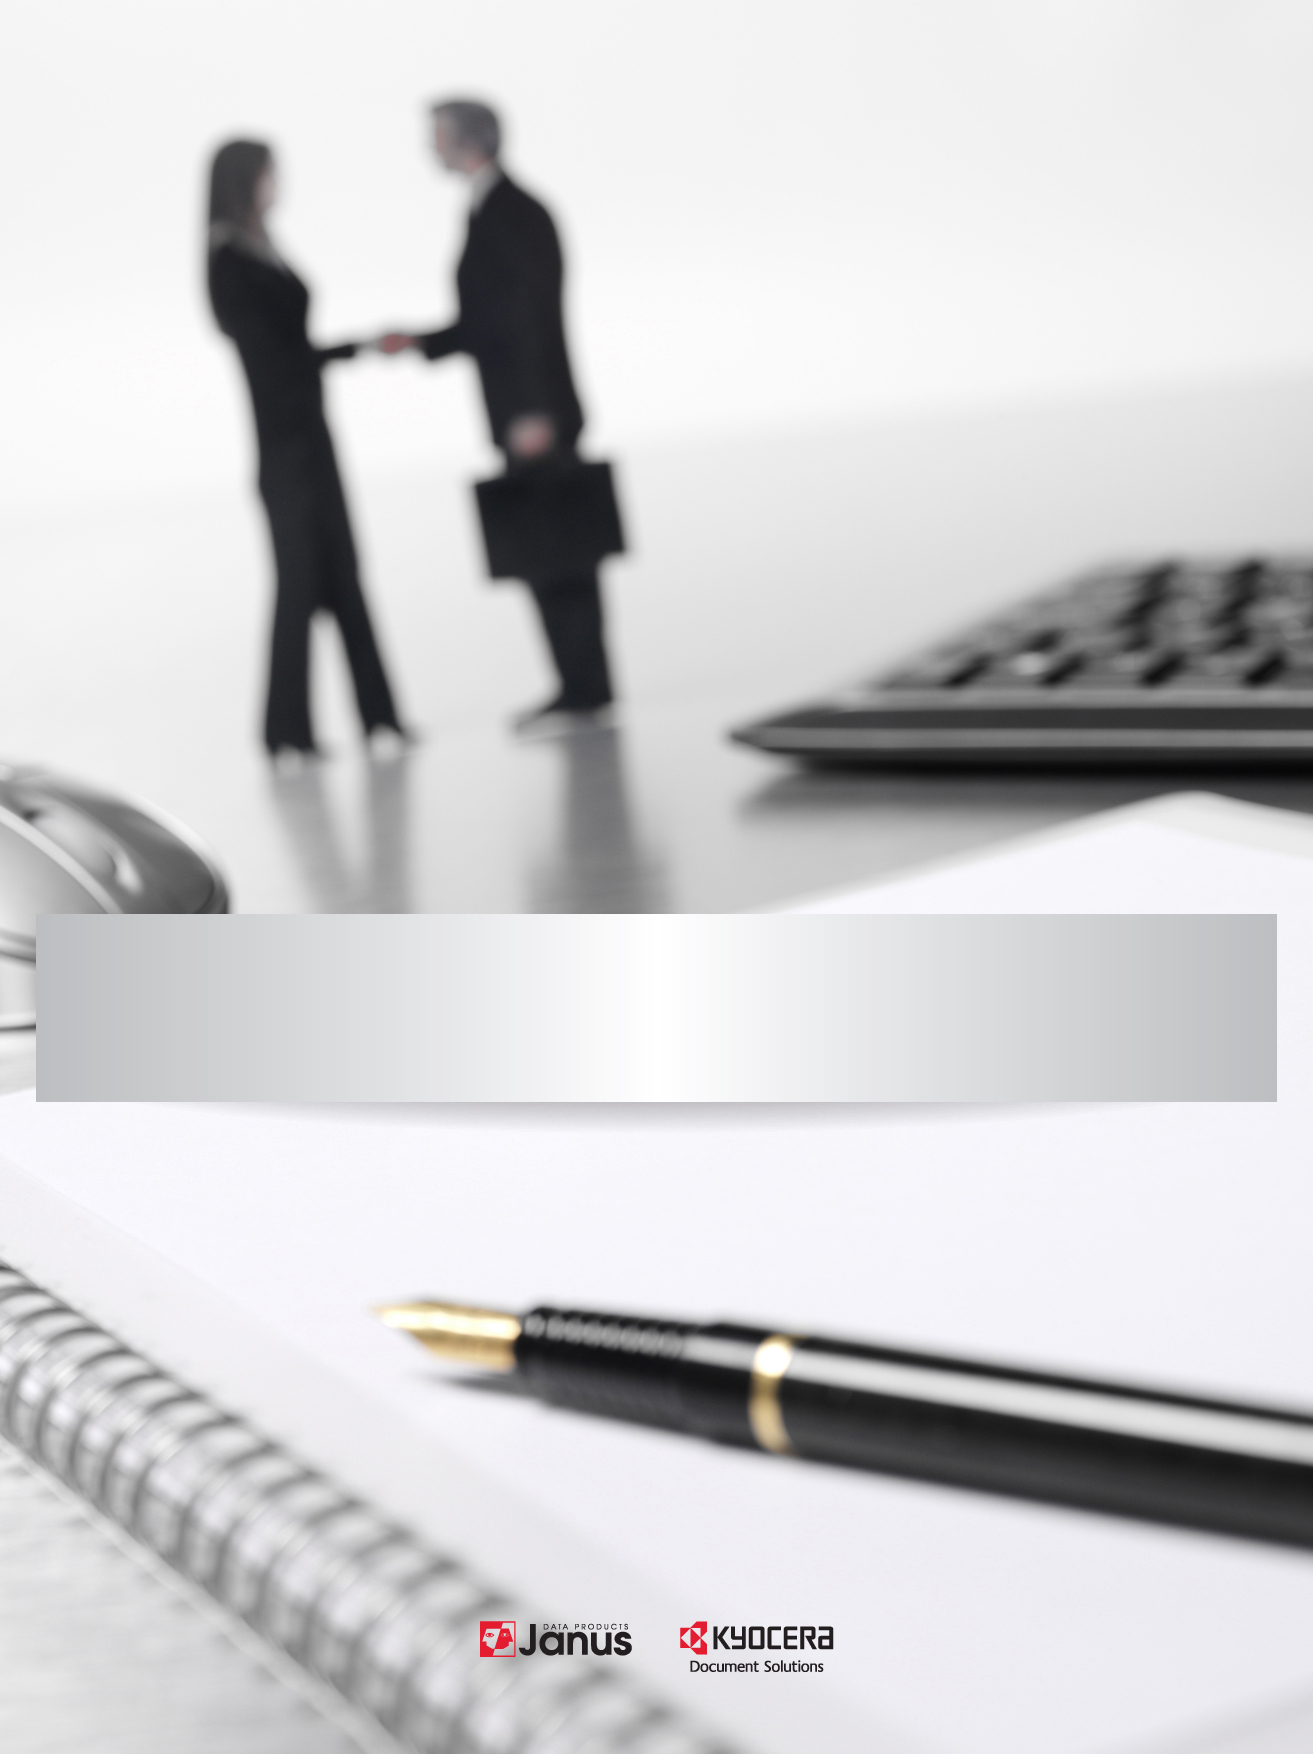 DATA PRODUCTS
Janus
KYOCERA
Document Solutions